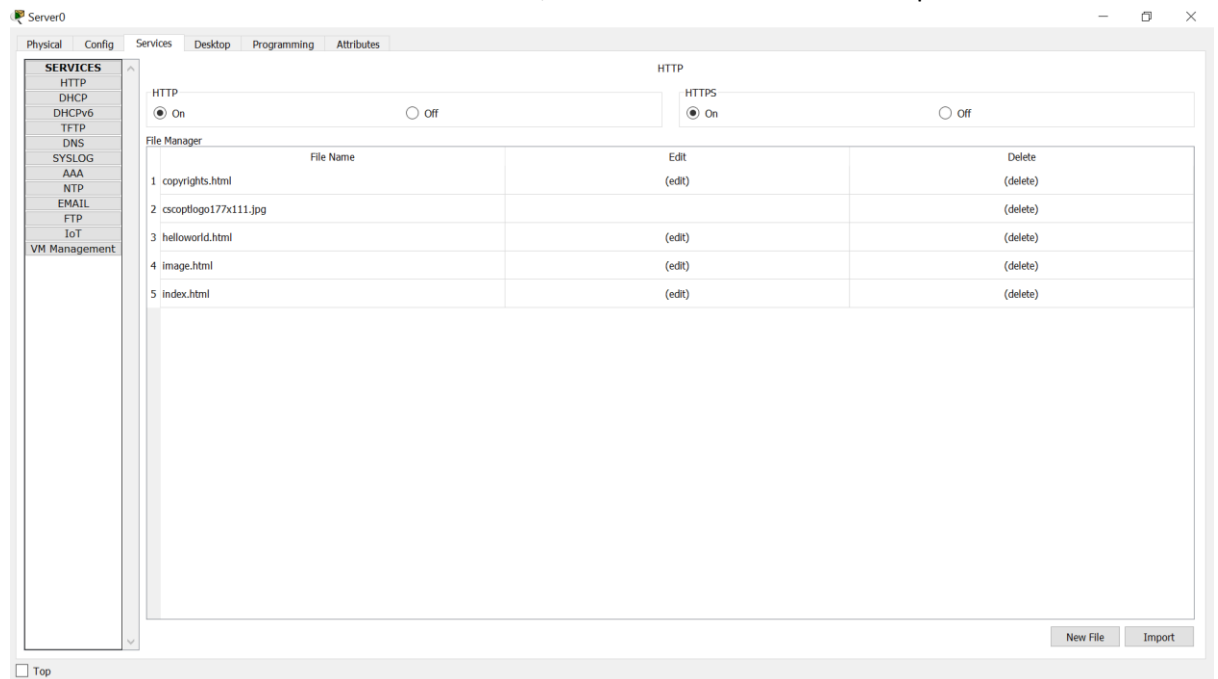 Server0
Physical Config Services Desktop Programming Attributes
SERVICES
HTTP
DHCP
DHCPv6
TFTP
DNS
SYSLOG
AAA
NTP
EMAIL
FTP
IoT
VM Management
HTTP
HTTP
On Off
HTTPS
On Off
File Manager
File Name Edit Delete
1 copyrights.html (edit) (delete)
2 cscoptlogo177x111.jpg (delete)
3 helloworld.html (edit) (delete)
4 image.html (edit) (delete)
5 index.html (edit) (delete)
New File Import
Top